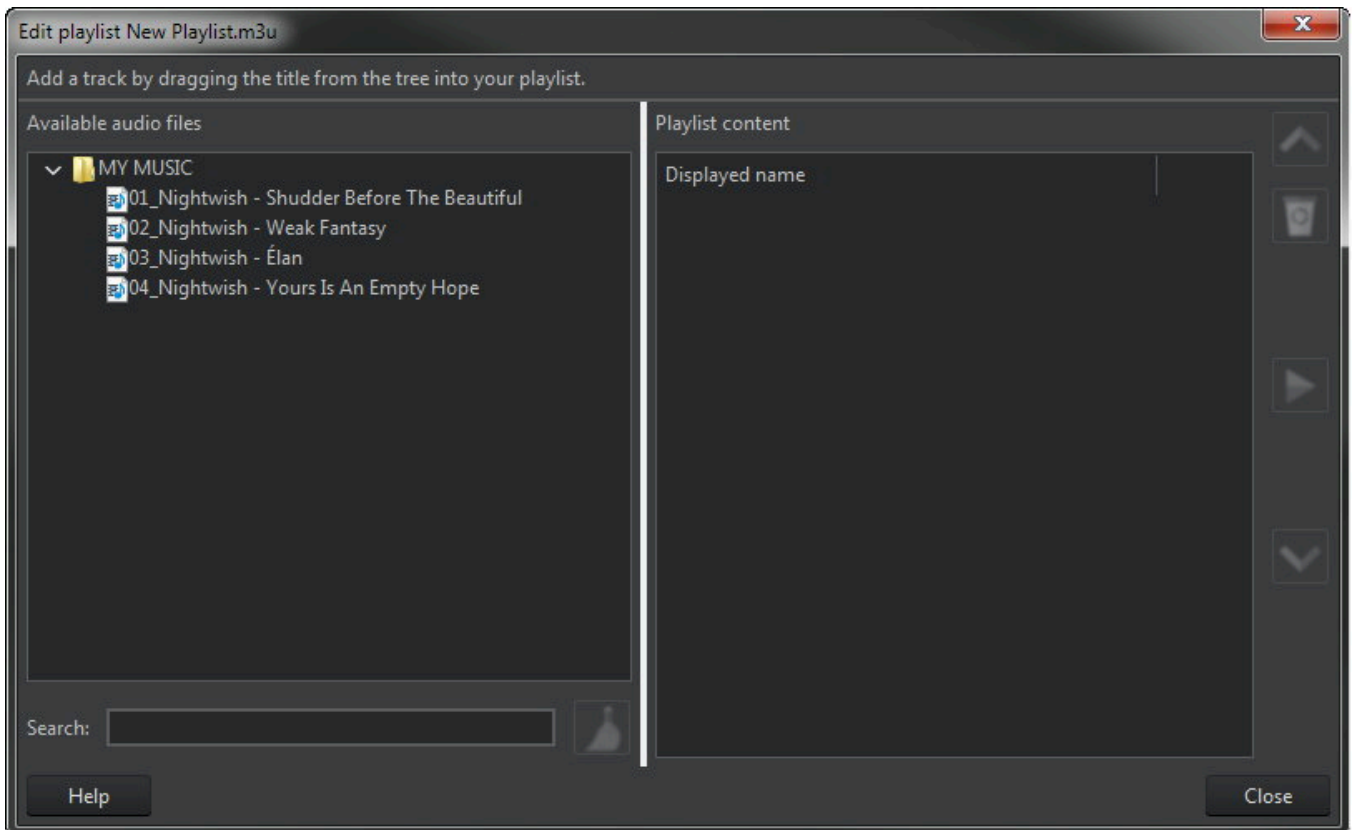 Edit playlist New Playlist.m3u
Add a track by dragging the title from the tree into your playlist.
Available audio files
MY MUSIC
01_Nightwish - Shudder Before The Beautiful
02_Nightwish - Weak Fantasy
03_Nightwish - Élan
04_Nightwish - Yours Is An Empty Hope
Search:
Playlist content
Displayed name
Help
Close